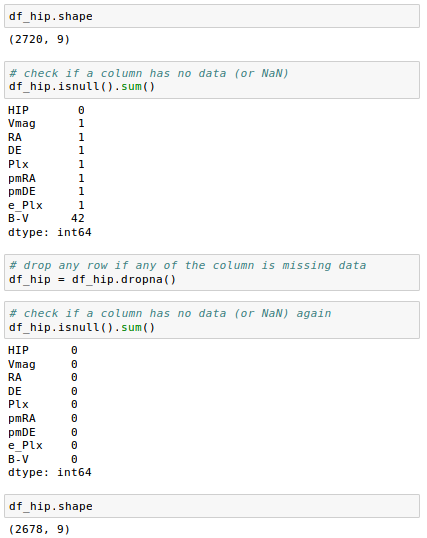 df_hip.shape
(2720, 9)
# check if a column has no data (or NaN)
df_hip.isnull().sum()
HIP 0
Vmag 1
RA 1
DE 1
Plx 1
pmRA 1
pmDE 1
e_Plx 1
B-V 42
dtype: int64
# drop any row if any of the column is missing data
df_hip = df_hip.dropna()
# check if a column has no data (or NaN) again
df_hip.isnull().sum()
HIP 0
Vmag 0
RA 0
DE 0
Plx 0
pmRA 0
pmDE 0
e_Plx 0
B-V 0
dtype: int64
df_hip.shape
(2678, 9)